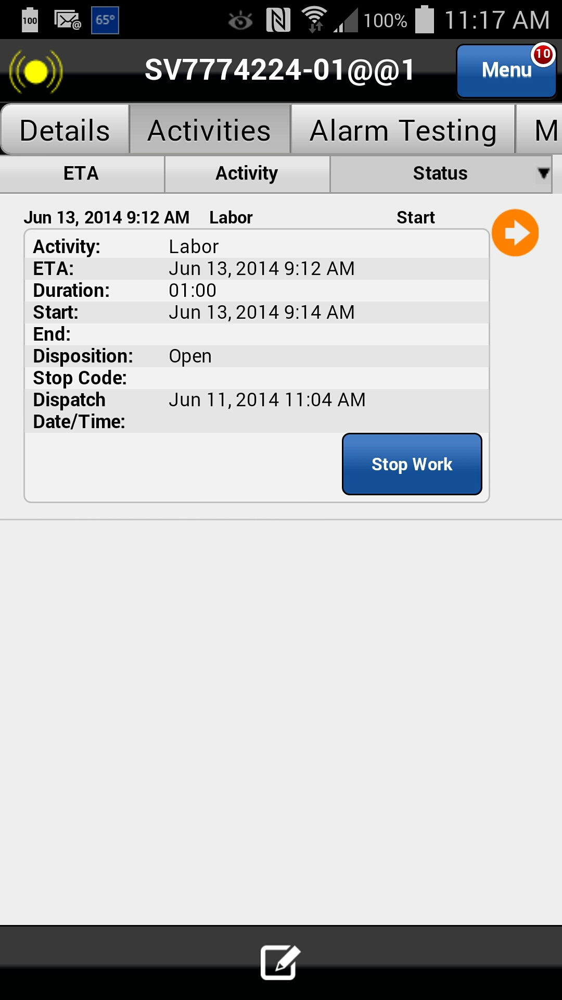 100 65° 100% 11:17 AM
SV7774224-01@@1 Menu 10
Details Activities Alarm Testing M
ETA Activity Status
Jun 13, 2014 9:12 AM Labor Start
Activity: Labor
ETA: Jun 13, 2014 9:12 AM
Duration: 01:00
Start: Jun 13, 2014 9:14 AM
End:
Disposition: Open
Stop Code:
Dispatch Jun 11, 2014 11:04 AM
Date/Time:
Stop Work